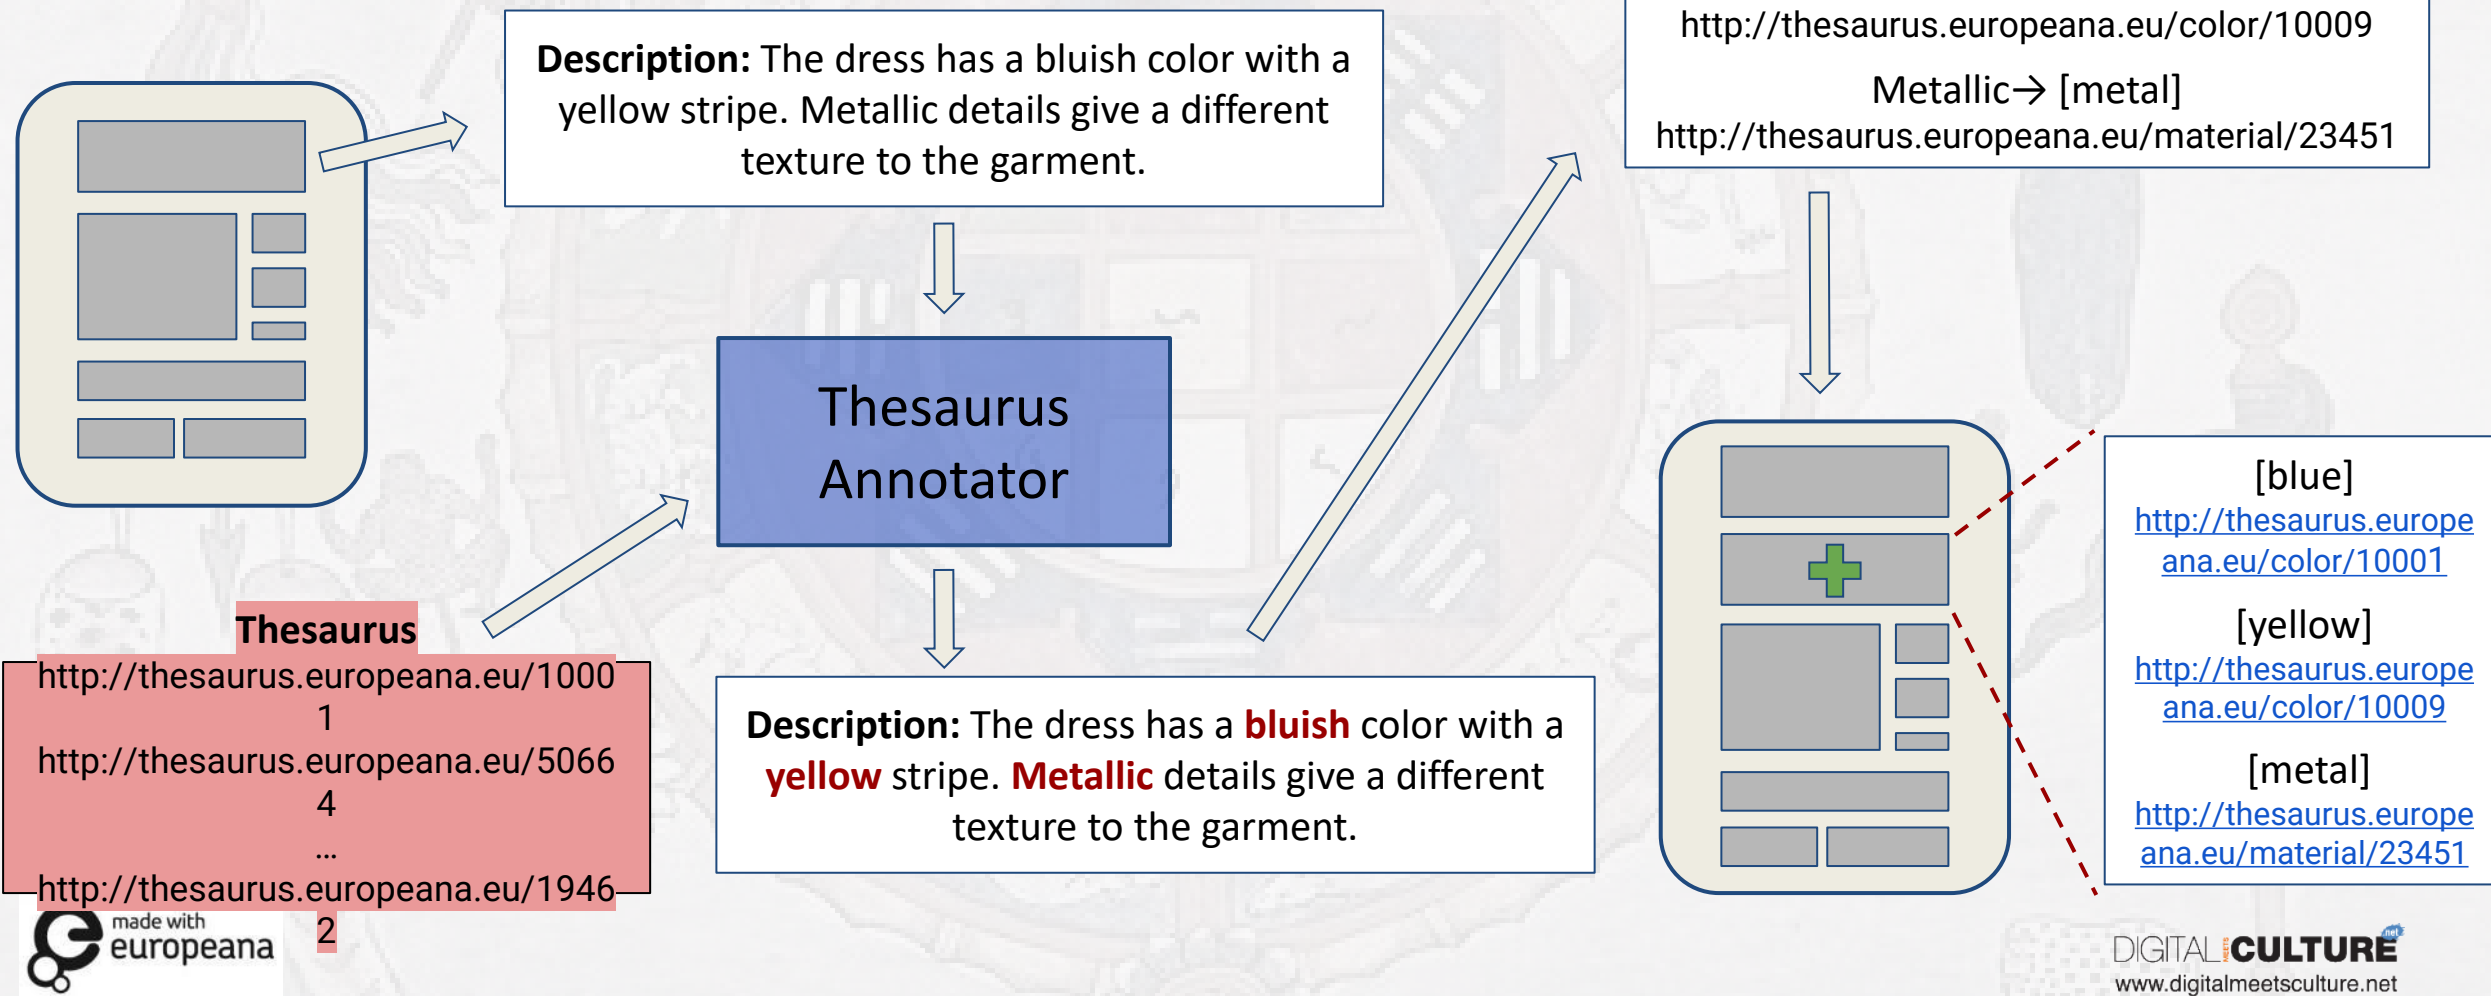 Description: The dress has a bluish color with a
yellow stripe. Metallic details give a different
texture to the garment.
http://thesaurus.europeana.eu/color/10009
Metallic→ [metal]
http://thesaurus.europeana.eu/material/23451
Thesaurus
Annotator
Thesaurus
http://thesaurus.europeana.eu/1000
1
http://thesaurus.europeana.eu/5066
4
...
http://thesaurus.europeana.eu/1946
2
Description: The dress has a bluish color with a
yellow stripe. Metallic details give a different
texture to the garment.
[blue]
http://thesaurus.europe
ana.eu/color/10001
[yellow]
http://thesaurus.europe
ana.eu/color/10009
[metal]
http://thesaurus.europe
ana.eu/material/23451
made with
europeana
DIGITAL MEETS CULTURE .net
www.digitalmeetsculture.net